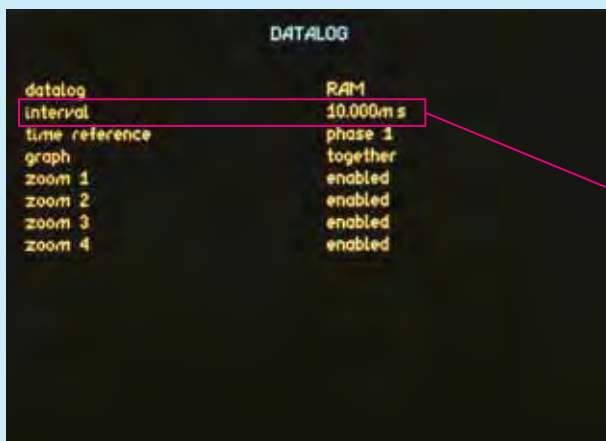 DATALOG
datalog RAM
interval 10.000m s
time reference phase 1
graph together
zoom 1 enabled
zoom 2 enabled
zoom 3 enabled
zoom 4 enabled